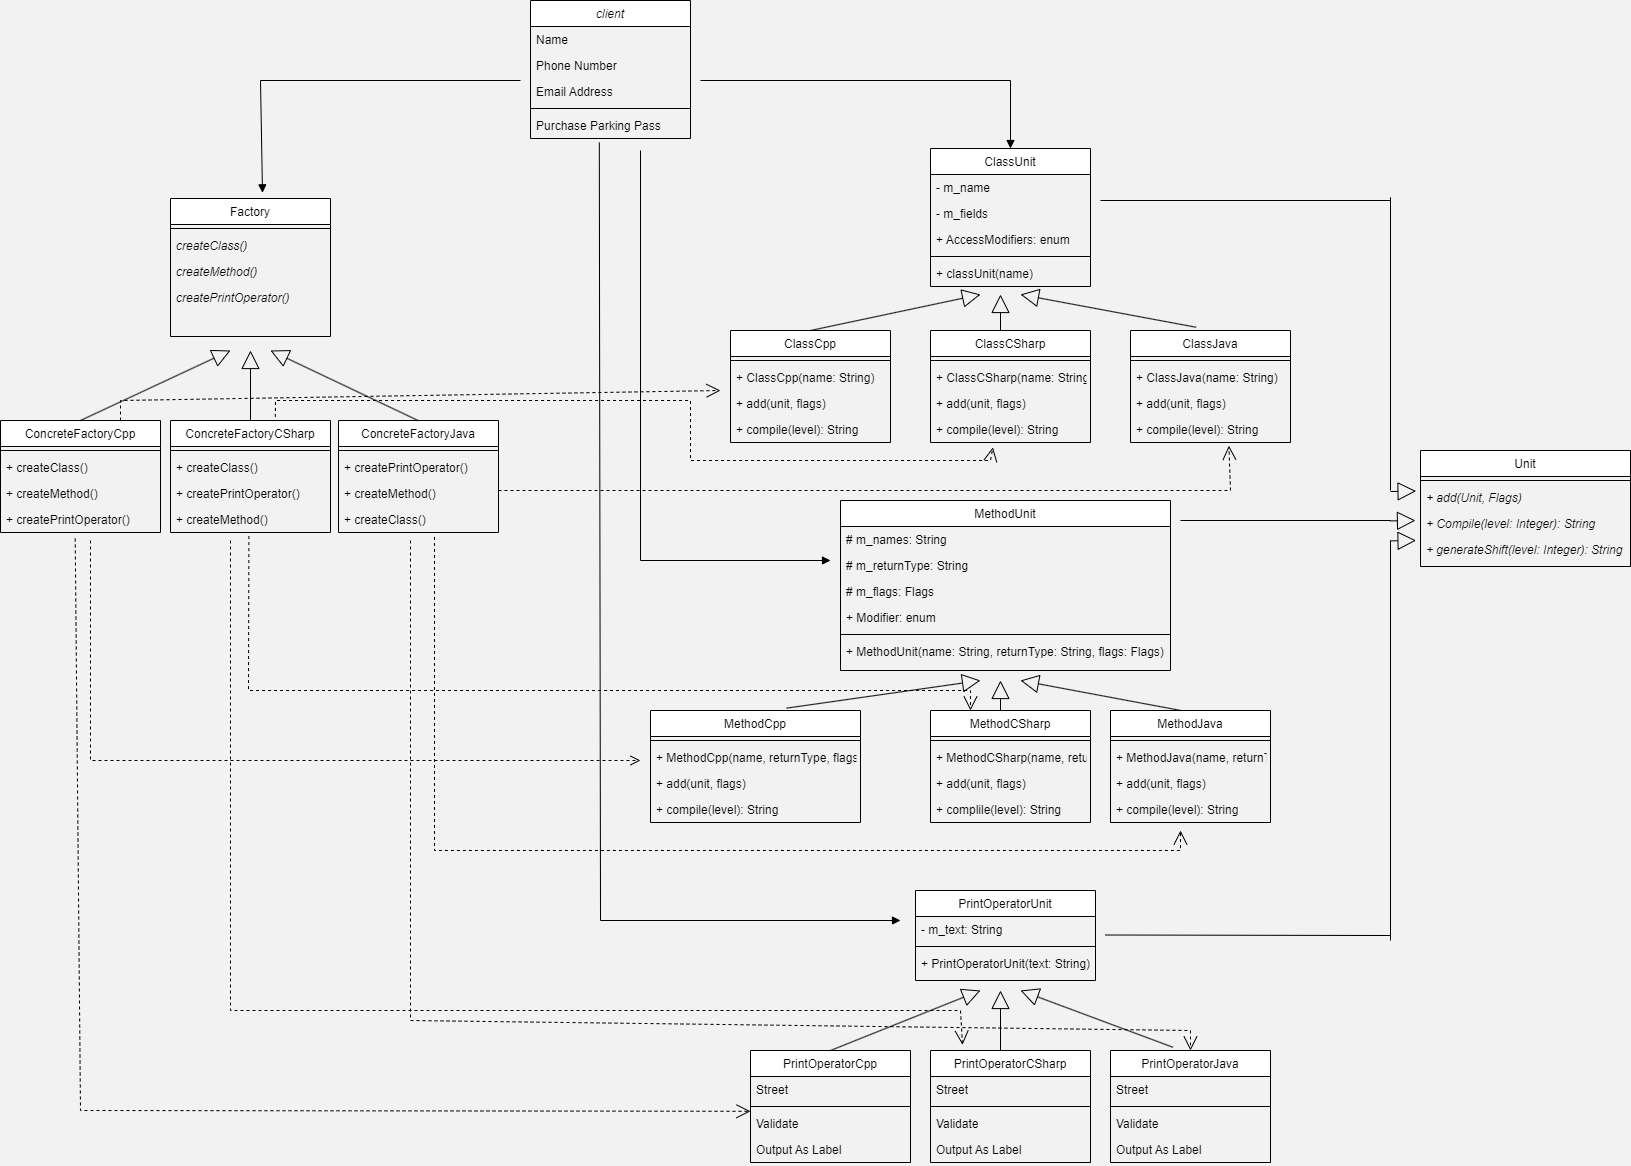 client
Name
Phone Number
Email Address
Purchase Parking Pass
ClassUnit
- m_name
- m_fields
+ AccessModifiers: enum
+ classUnit(name)
Factory
createClass()
createMethod()
createPrintOperator()
ClassCpp
+ ClassCpp(name: String)
+ add(unit, flags)
+ compile(level): String
ClassCSharp
+ ClassCSharp(name: String
+ add(unit, flags)
+ compile(level): String
ClassJava
+ ClassJava(name: String)
+ add(unit, flags)
+ compile(level): String
ConcreteFactoryCpp
+ createClass()
+ createMethod()
+ createPrintOperator()
ConcreteFactoryCSharp
+ createClass()
+ createPrintOperator()
+ createMethod()
ConcreteFactoryJava
+ createPrintOperator()
+ createMethod()
+ createClass()
Unit
+ add(Unit, Flags)
+ Compile(level: Integer): String
+ generateShift(level: Integer): String
MethodUnit
# m_names: String
# m_returnType: String
# m_flags: Flags
+ Modifier: enum
+ MethodUnit(name: String, returnType: String, flags: Flags)
MethodCpp
+ MethodCpp(name, returnType, flags
+ add(unit, flags)
+ compile(level): String
MethodCSharp
+ MethodCSharp(name, retu
+ add(unit, flags)
+ complile(level): String
MethodJava
+ MethodJava(name, return
+ add(unit, flags)
+ compile(level): String
PrintOperatorUnit
- m_text: String
+ PrintOperatorUnit(text: String)
PrintOperatorCpp
Street
Validate
Output As Label
PrintOperatorCSharp
Street
Validate
Output As Label
PrintOperatorJava
Street
Validate
Output As Label